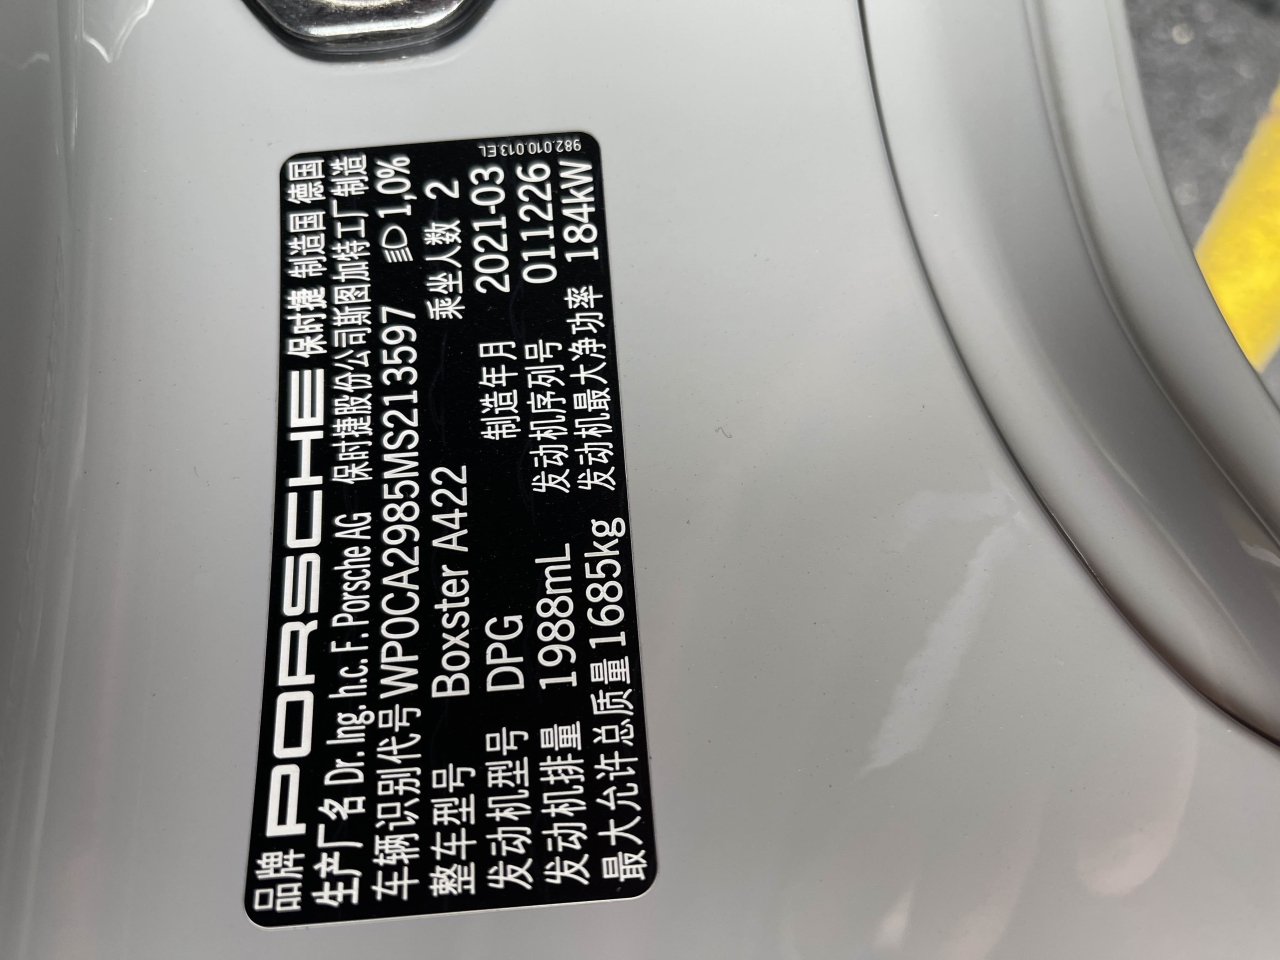 982.010.013.EL
品牌 PORSCHE 保时捷 制造国 德国
生产厂名 Dr. Ing. h.c. F. Porsche AG 保时捷股份公司斯图加特工厂制造
车辆识别代号 WP0CA2985MS213597 1,0%
整车型号 Boxster A422 乘坐人数 2
发动机型号 DPG 制造年月 2021-03
发动机排量 1988mL 发动机序列号 011226
最大允许总质量 1685kg 发动机最大净功率 184KW